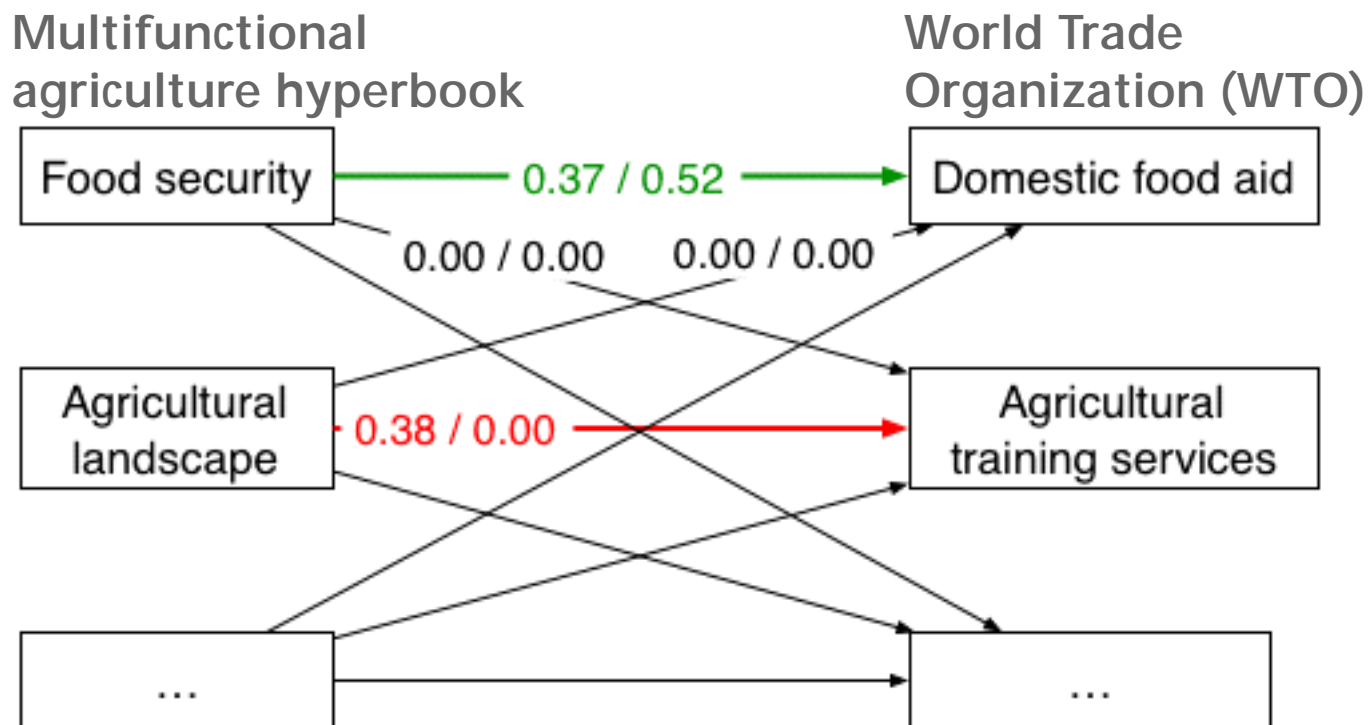 Multifunctional
agriculture hyperbook
World Trade
Organization (WTO)
Food security
0.37 / 0.52
Domestic food aid
0.00 / 0.00
0.00 / 0.00
Agricultural
landscape
0.38 / 0.00
Agricultural
training services
...
...